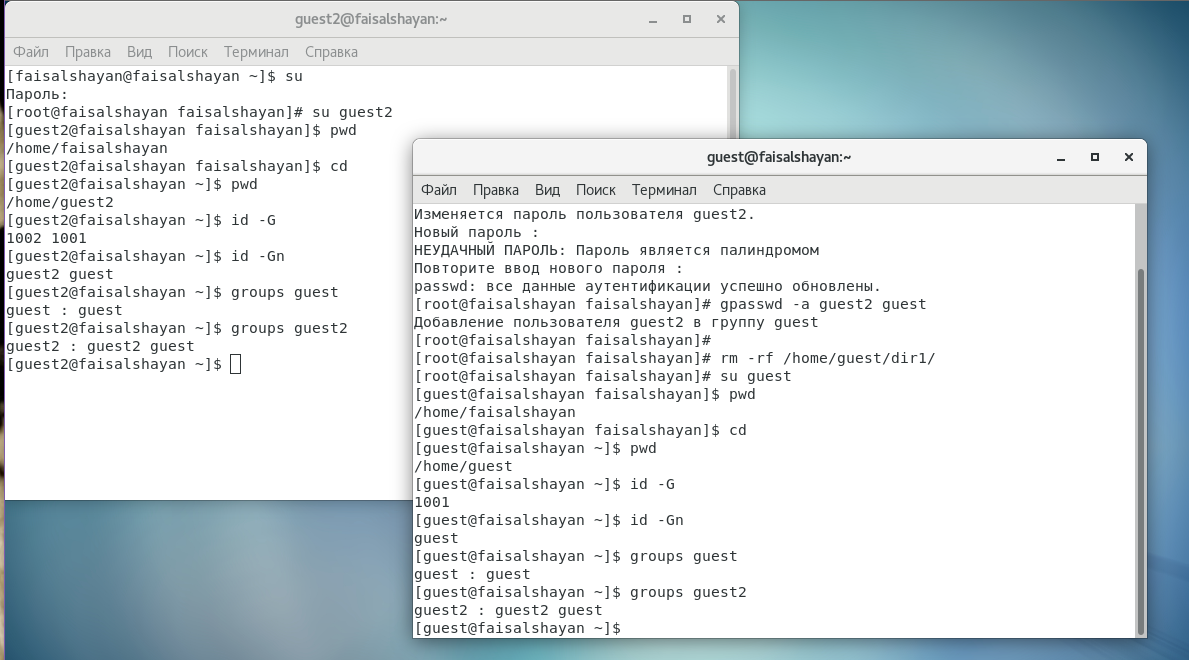 guest2@faisalshayan:~
Файл Правка Вид Поиск Терминал Справка
[faisalshayan@faisalshayan ~]$ su
Пароль:
[root@faisalshayan faisalshayan]# su guest2
[guest2@faisalshayan faisalshayan]$ pwd
/home/faisalshayan
[guest2@faisalshayan faisalshayan]$ cd
[guest2@faisalshayan ~]$ pwd
/home/guest2
[guest2@faisalshayan ~]$ id -G
1002 1001
[guest2@faisalshayan ~]$ id -Gn
guest2 guest
[guest2@faisalshayan ~]$ groups guest
guest : guest
[guest2@faisalshayan ~]$ groups guest2
guest2 : guest2 guest
[guest2@faisalshayan ~]$
guest@faisalshayan:~
Файл Правка Вид Поиск Терминал Справка
Изменяется пароль пользователя guest2.
Новый пароль :
НЕУДАЧНЫЙ ПАРОЛЬ: Пароль является палиндромом
Повторите ввод нового пароля :
passwd: все данные аутентификации успешно обновлены.
[root@faisalshayan faisalshayan]# gpasswd -a guest2 guest
Добавление пользователя guest2 в группу guest
[root@faisalshayan faisalshayan]#
[root@faisalshayan faisalshayan]# rm -rf /home/guest/dir1/
[root@faisalshayan faisalshayan]# su guest
[guest@faisalshayan faisalshayan]$ pwd
/home/faisalshayan
[guest@faisalshayan faisalshayan]$ cd
[guest@faisalshayan ~]$ pwd
/home/guest
[guest@faisalshayan ~]$ id -G
1001
[guest@faisalshayan ~]$ id -Gn
guest
[guest@faisalshayan ~]$ groups guest
guest : guest
[guest@faisalshayan ~]$ groups guest2
guest2 : guest2 guest
[guest@faisalshayan ~]$